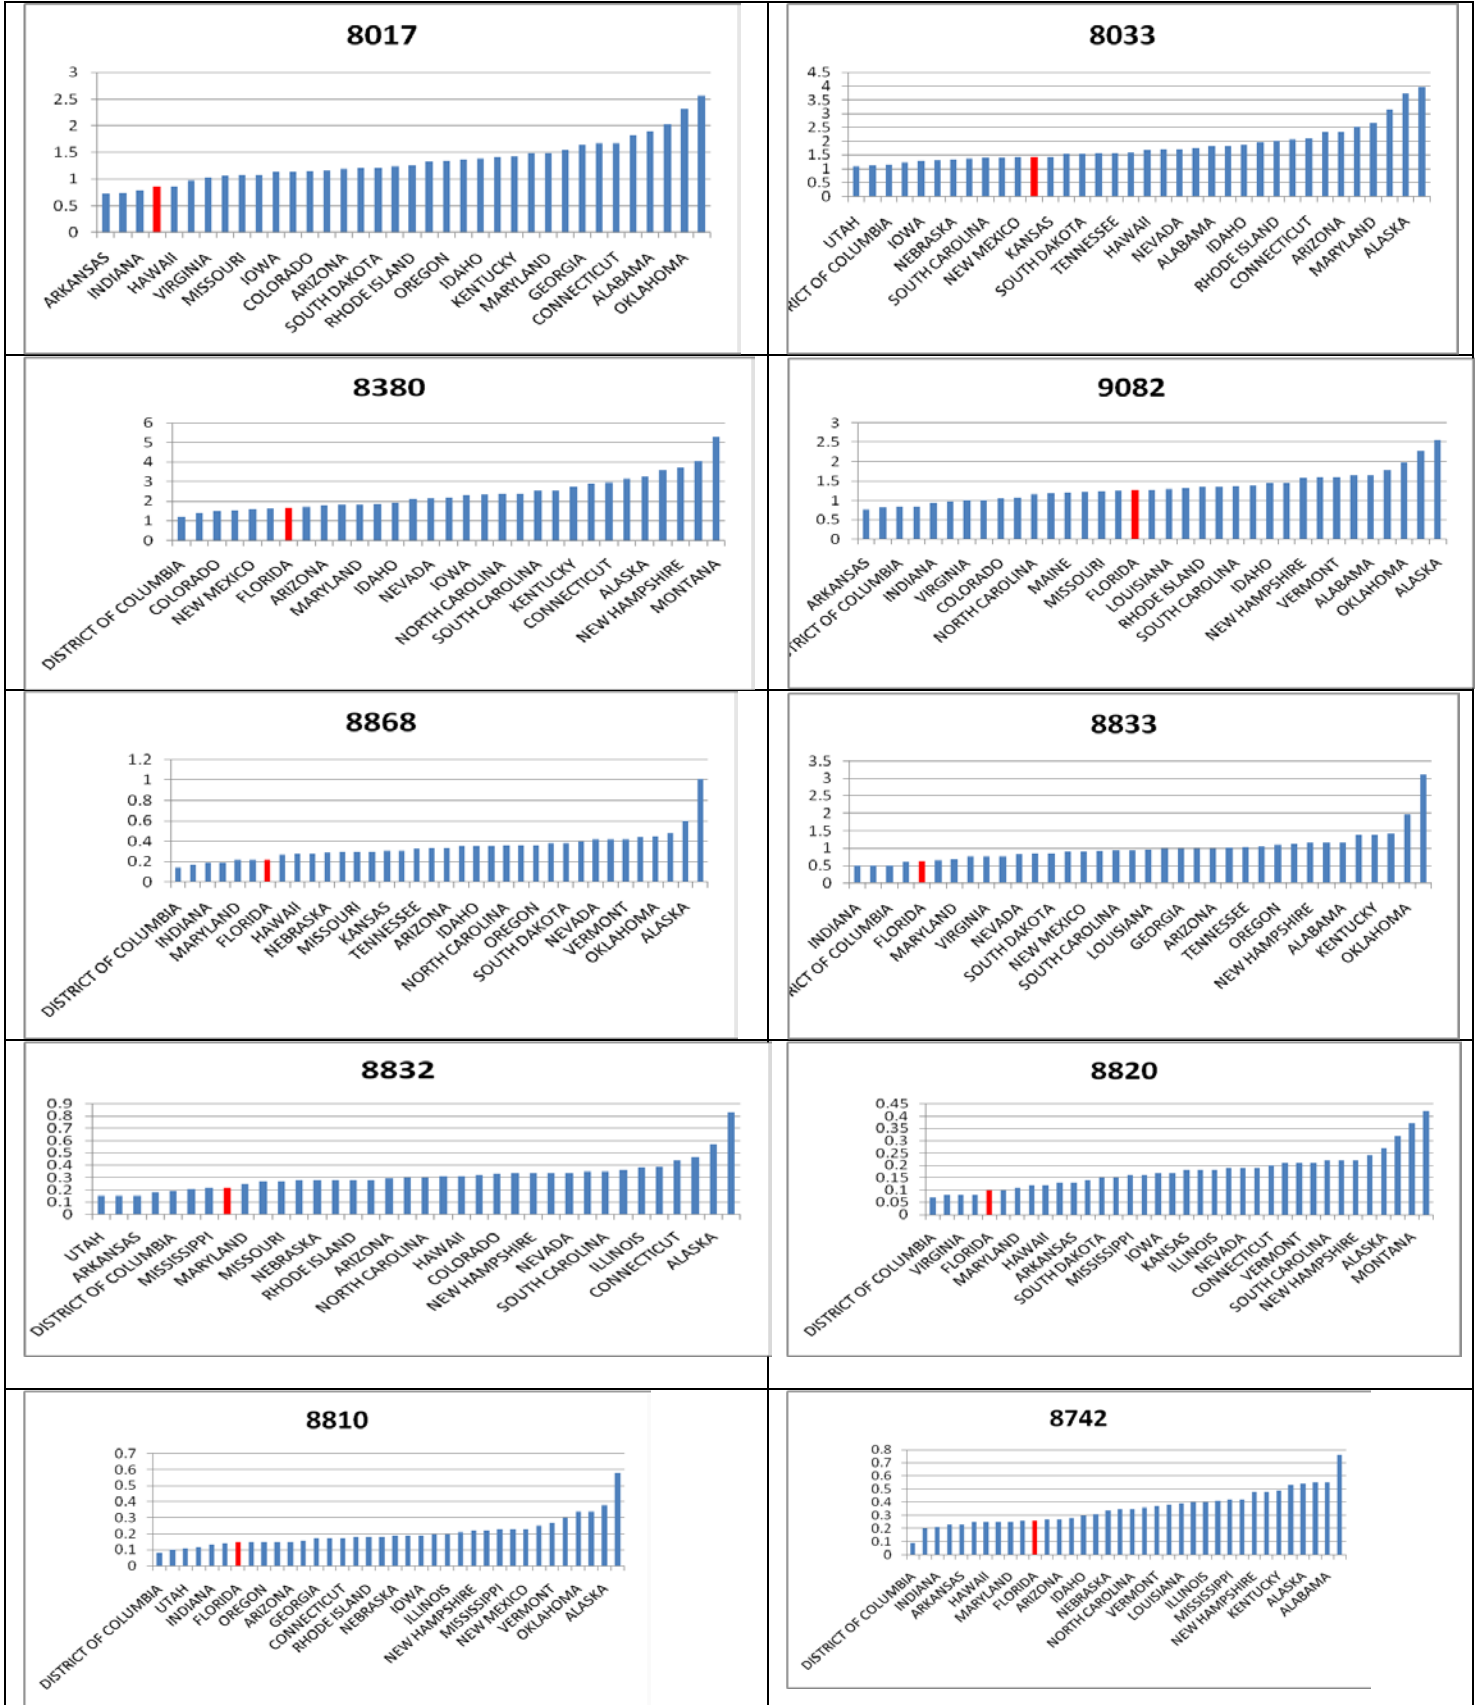 8017
3
2.5
2
1.5
1
0.5
0
ARKANSAS
INDIANA
HAWAII
VIRGINIA
MISSOURI
IOWA
COLORADO
ARIZONA
SOUTH DAKOTA
RHODE ISLAND
OREGON
IDAHO
KENTUCKY
MARYLAND
GEORGIA
CONNECTICUT
ALABAMA
OKLAHOMA
8033
4.5
4
3.5
3
2.5
2
1.5
1
0.5
0
UTAH
RICT OF COLUMBIA
IOWA
NEBRASKA
SOUTH CAROLINA
NEW MEXICO
KANSAS
SOUTH DAKOTA
TENNESSEE
HAWAII
NEVADA
ALABAMA
IDAHO
RHODE ISLAND
CONNECTICUT
ARIZONA
MARYLAND
ALASKA
8380
6
5
4
3
2
1
0
DISTRICT OF COLUMBIA
COLORADO
NEW MEXICO
FLORIDA
ARIZONA
MARYLAND
IDAHO
NEVADA
IOWA
NORTH CAROLINA
SOUTH CAROLINA
KENTUCKY
CONNECTICUT
ALASKA
NEW HAMPSHIRE
MONTANA
9082
3
2.5
2
1.5
1
0.5
0
ARKANSAS
TRICT OF COLUMBIA
INDIANA
VIRGINIA
COLORADO
NORTH CAROLINA
MAINE
MISSOURI
FLORIDA
LOUISIANA
RHODE ISLAND
SOUTH CAROLINA
IDAHO
NEW HAMPSHIRE
VERMONT
ALABAMA
OKLAHOMA
ALASKA
8868
1.2
1
0.8
0.6
0.4
0.2
0
DISTRICT OF COLUMBIA
INDIANA
MARYLAND
FLORIDA
HAWAII
NEBRASKA
MISSOURI
KANSAS
TENNESSEE
ARIZONA
IDAHO
NORTH CAROLINA
OREGON
SOUTH DAKOTA
NEVADA
VERMONT
OKLAHOMA
ALASKA
8833
3.5
3
2.5
2
1.5
1
0.5
0
INDIANA
RICT OF COLUMBIA
FLORIDA
MARYLAND
VIRGINIA
NEVADA
SOUTH DAKOTA
NEW MEXICO
SOUTH CAROLINA
LOUISIANA
GEORGIA
ARIZONA
TENNESSEE
OREGON
NEW HAMPSHIRE
ALABAMA
KENTUCKY
OKLAHOMA
8832
0.9
0.8
0.7
0.6
0.5
0.4
0.3
0.2
0.1
0
UTAH
ARKANSAS
DISTRICT OF COLUMBIA
MISSISSIPPI
MARYLAND
MISSOURI
NEBRASKA
RHODE ISLAND
ARIZONA
NORTH CAROLINA
HAWAII
COLORADO
NEW HAMPSHIRE
NEVADA
SOUTH CAROLINA
ILLINOIS
CONNECTICUT
ALASKA
8820
0.45
0.4
0.35
0.3
0.25
0.2
0.15
0.1
0.05
0
DISTRICT OF COLUMBIA
VIRGINIA
FLORIDA
MARYLAND
HAWAII
ARKANSAS
SOUTH DAKOTA
MISSISSIPPI
IOWA
KANSAS
ILLINOIS
NEVADA
CONNECTICUT
VERMONT
SOUTH CAROLINA
NEW HAMPSHIRE
ALASKA
MONTANA
8810
0.7
0.6
0.5
0.4
0.3
0.2
0.1
0
DISTRICT OF COLUMBIA
UTAH
INDIANA
FLORIDA
OREGON
ARIZONA
GEORGIA
CONNECTICUT
RHODE ISLAND
NEBRASKA
IOWA
ILLINOIS
NEW HAMPSHIRE
MISSISSIPPI
NEW MEXICO
VERMONT
OKLAHOMA
ALASKA
8742
0.8
0.7
0.6
0.5
0.4
0.3
0.2
0.1
0
DISTRICT OF COLUMBIA
INDIANA
ARKANSAS
HAWAII
MARYLAND
FLORIDA
ARIZONA
IDAHO
NEBRASKA
NORTH CAROLINA
VERMONT
LOUISIANA
ILLINOIS
MISSISSIPPI
NEW HAMPSHIRE
KENTUCKY
ALASKA
ALABAMA